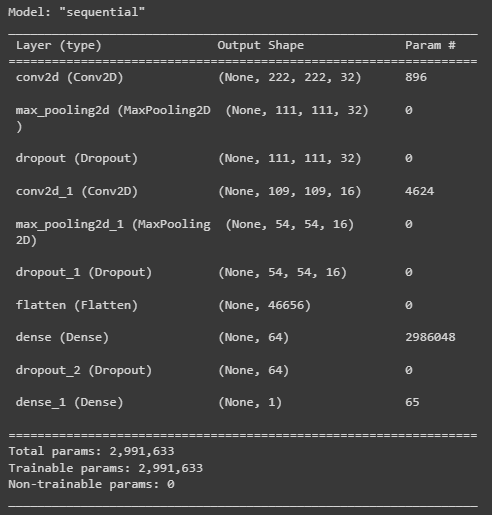 Model: "sequential"
Layer (type) Output Shape Param #
=================================================================
conv2d (Conv2D) (None, 222, 222, 32) 896
max_pooling2d (MaxPooling2D (None, 111, 111, 32) 0
)
dropout (Dropout) (None, 111, 111, 32) 0
conv2d_1 (Conv2D) (None, 109, 109, 16) 4624
max_pooling2d_1 (MaxPooling (None, 54, 54, 16) 0
2D)
dropout_1 (Dropout) (None, 54, 54, 16) 0
flatten (Flatten) (None, 46656) 0
dense (Dense) (None, 64) 2986048
dropout_2 (Dropout) (None, 64) 0
dense_1 (Dense) (None, 1) 65
=================================================================
Total params: 2,991,633
Trainable params: 2,991,633
Non-trainable params: 0